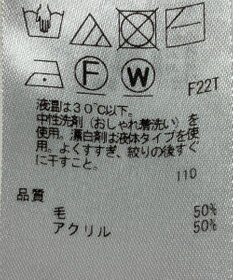 F W
F22T
液温は30℃以下。
中性洗剤（おしゃれ着洗い）を
使用。漂白剤は液体タイプを使
用。よくすすぎ、絞りの後すぐ
に干すこと。
110
品質
毛 50%
アクリル 50%